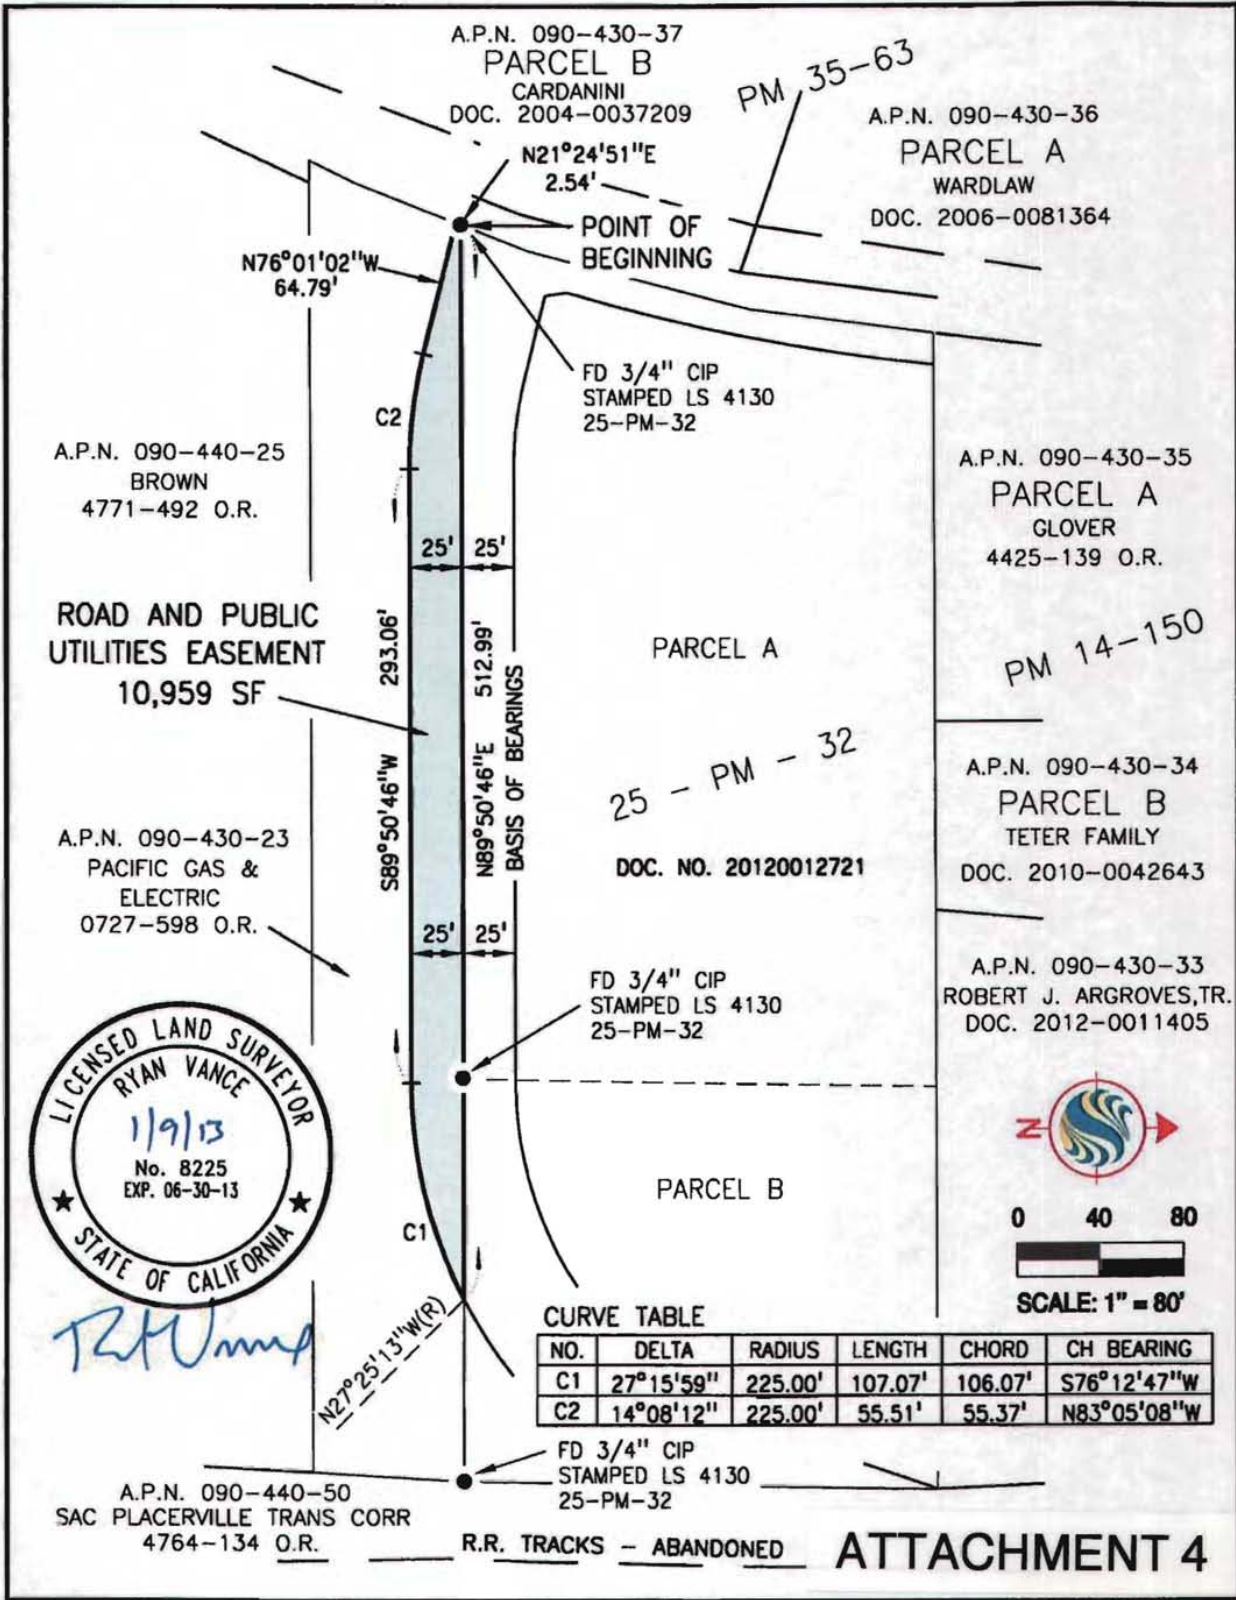 A.P.N. 090-430-37
PARCEL B
CARDANINI
DOC. 2004-0037209
PM 35-63
A.P.N. 090-430-36
PARCEL A
WARDLAW
DOC. 2006-0081364
N21°24'51"E
2.54'
POINT OF
BEGINNING
N76°01'02"W
64.79'
FD 3/4" CIP
STAMPED LS 4130
25-PM-32
C2
A.P.N. 090-440-25
BROWN
4771-492 O.R.
A.P.N. 090-430-35
PARCEL A
GLOVER
4425-139 O.R.
25' 25'
ROAD AND PUBLIC
UTILITIES EASEMENT
10,959 SF
S89°50'46"W 293.06'
N89°50'46"E 512.99'
BASIS OF BEARINGS
PARCEL A
PM 14-150
25 - PM - 32
DOC. NO. 20120012721
A.P.N. 090-430-34
PARCEL B
TETER FAMILY
DOC. 2010-0042643
A.P.N. 090-430-23
PACIFIC GAS &
ELECTRIC
0727-598 O.R.
25' 25'
FD 3/4" CIP
STAMPED LS 4130
25-PM-32
A.P.N. 090-430-33
ROBERT J. ARGROVES,TR.
DOC. 2012-0011405
LICENSED LAND SURVEYOR
RYAN VANCE
1/9/13
No. 8225
EXP. 06-30-13
STATE OF CALIFORNIA
N
PARCEL B
C1
0 40 80
SCALE: 1" = 80'
N27°25'13"W(R)
CURVE TABLE
NO. DELTA RADIUS LENGTH CHORD CH BEARING
C1 27°15'59" 225.00' 107.07' 106.07' S76°12'47"W
C2 14°08'12" 225.00' 55.51' 55.37' N83°05'08"W
FD 3/4" CIP
STAMPED LS 4130
25-PM-32
A.P.N. 090-440-50
SAC PLACERVILLE TRANS CORR
4764-134 O.R.
R.R. TRACKS - ABANDONED
ATTACHMENT 4